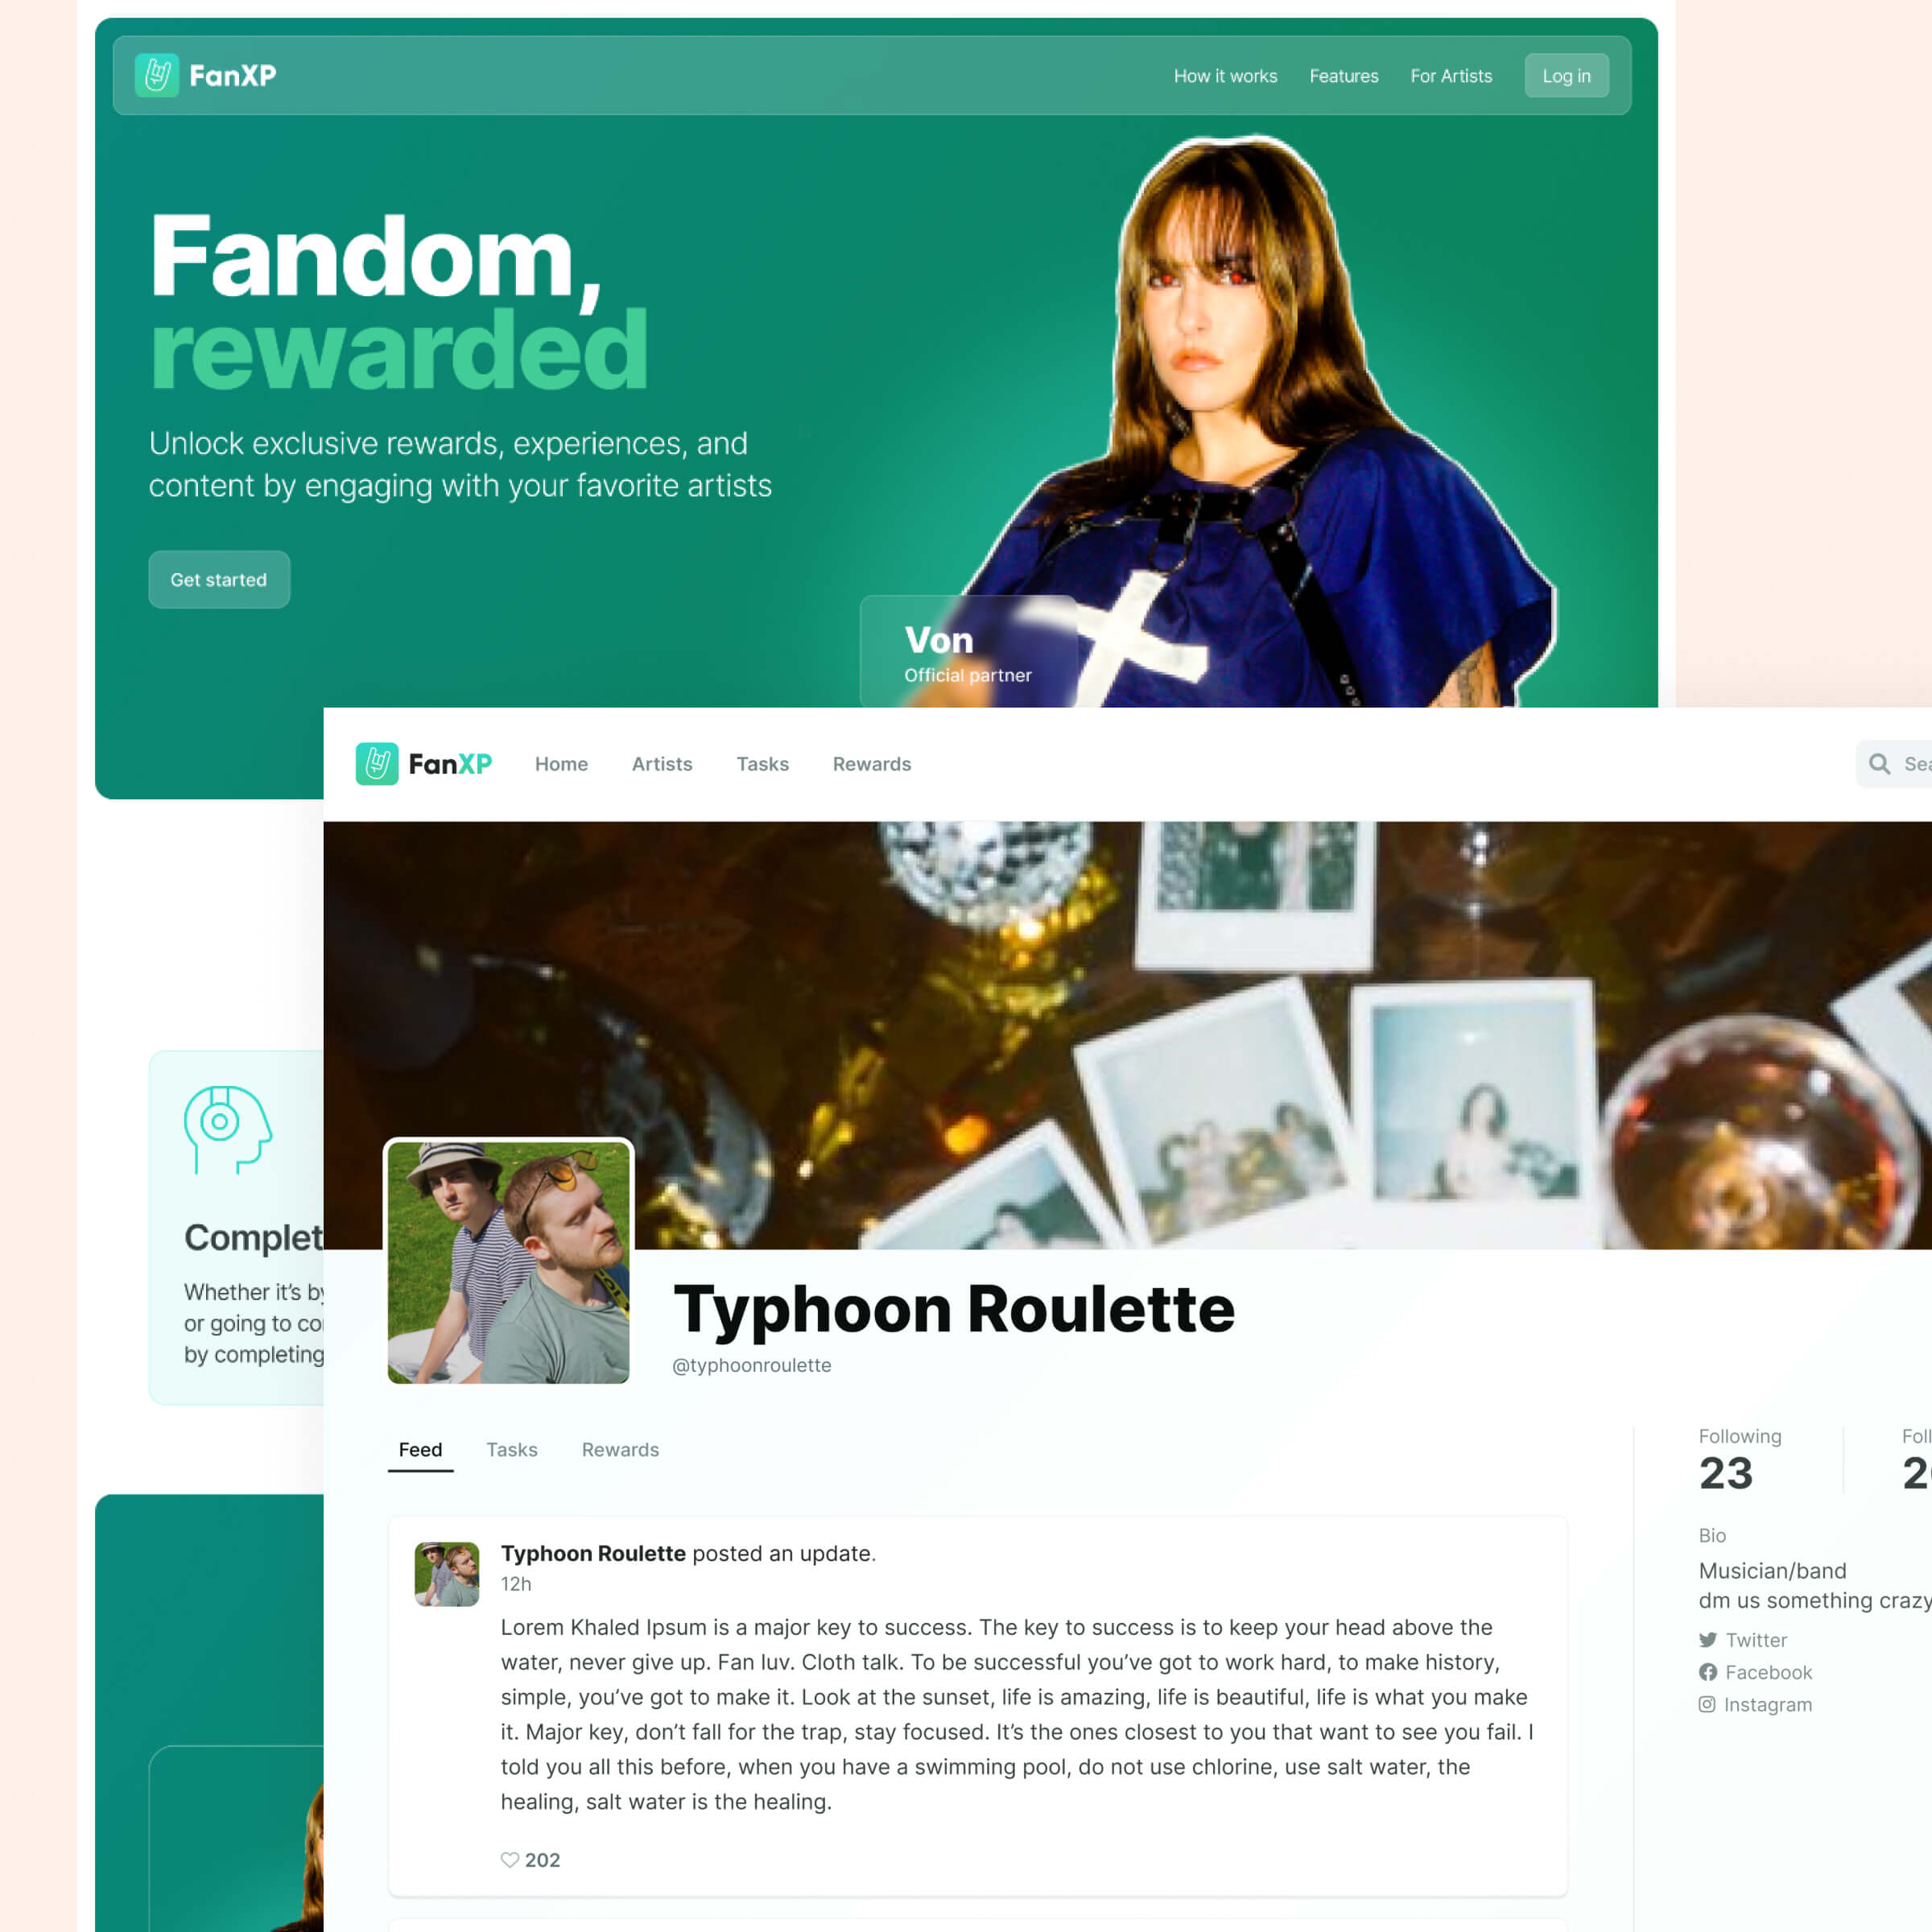 FanXP
How it works
Features
For Artists
Log in
Fandom,
rewarded
Unlock exclusive rewards, experiences, and
content by engaging with your favorite artists
Get started
Von
Official partner
FanXP
Home
Artists
Tasks
Rewards
Complet
Whether it’s by
or going to
by completing
Typhoon Roulette
@typhoonroulette
Feed
Tasks
Rewards
Following
23
Bio
Musician/band
dm us something crazy
Twitter
Facebook
Instagram
Typhoon Roulette posted an update.
12h
Lorem Khaled Ipsum is a major key to success. The key to success is to keep your head above the
water, never give up. Fan luv. Cloth talk. To be successful you’ve got to work hard, to make history,
simple, you’ve got to make it. Look at the sunset, life is amazing, life is beautiful, life is what you make
it. Major key, don’t fall for the trap, stay focused. It’s the ones closest to you that want to see you fail. I
told you all this before, when you have a swimming pool, do not use chlorine, use salt water, the
healing, salt water is the healing.
202